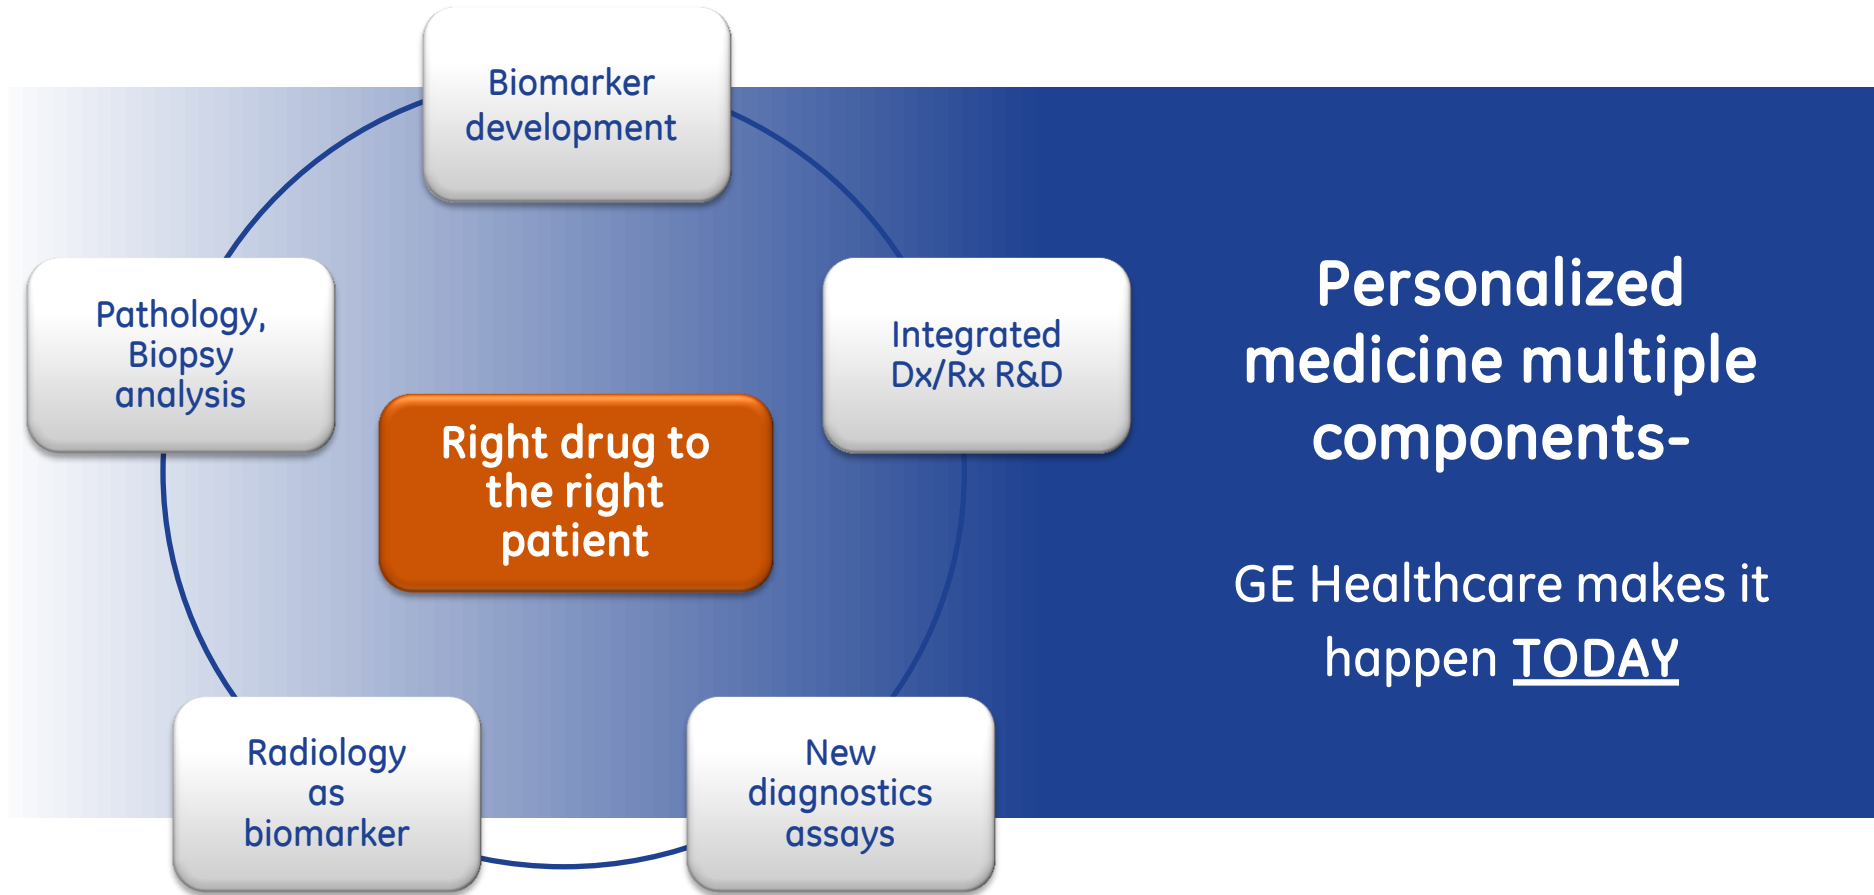 Biomarker
development
Pathology,
Biopsy
analysis
Integrated
Dx/Rx R&D
Right drug to
the right
patient
Radiology
as
biomarker
New
diagnostics
assays
Personalized
medicine multiple
components-
GE Healthcare makes it
happen TODAY